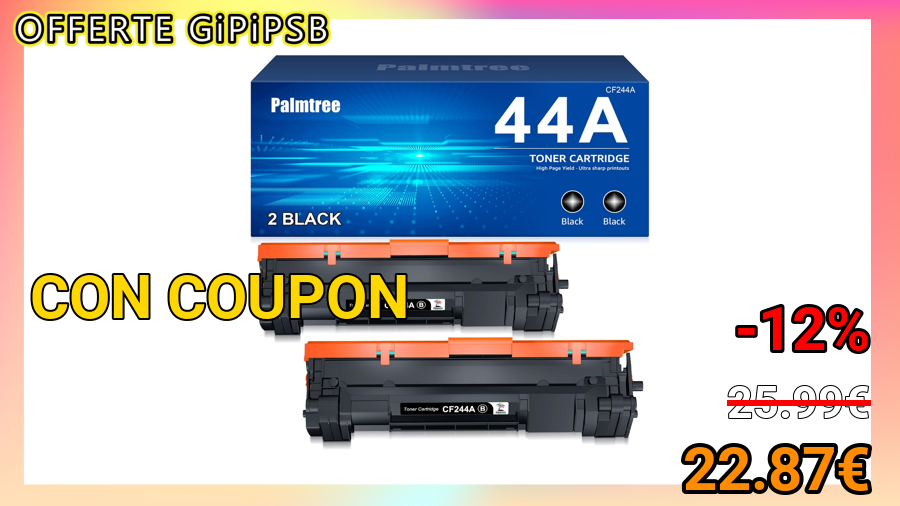 OFFERTE GiPiPSB
Palmtree
CF244A
Palmtree
44A
TONER CARTRIDGE
High Page Yield - Ultra sharp printouts
2 BLACK
Black
Black
CON COUPON
A B
-12%
25.99€
Toner Cartridge CF244A B
22.87€